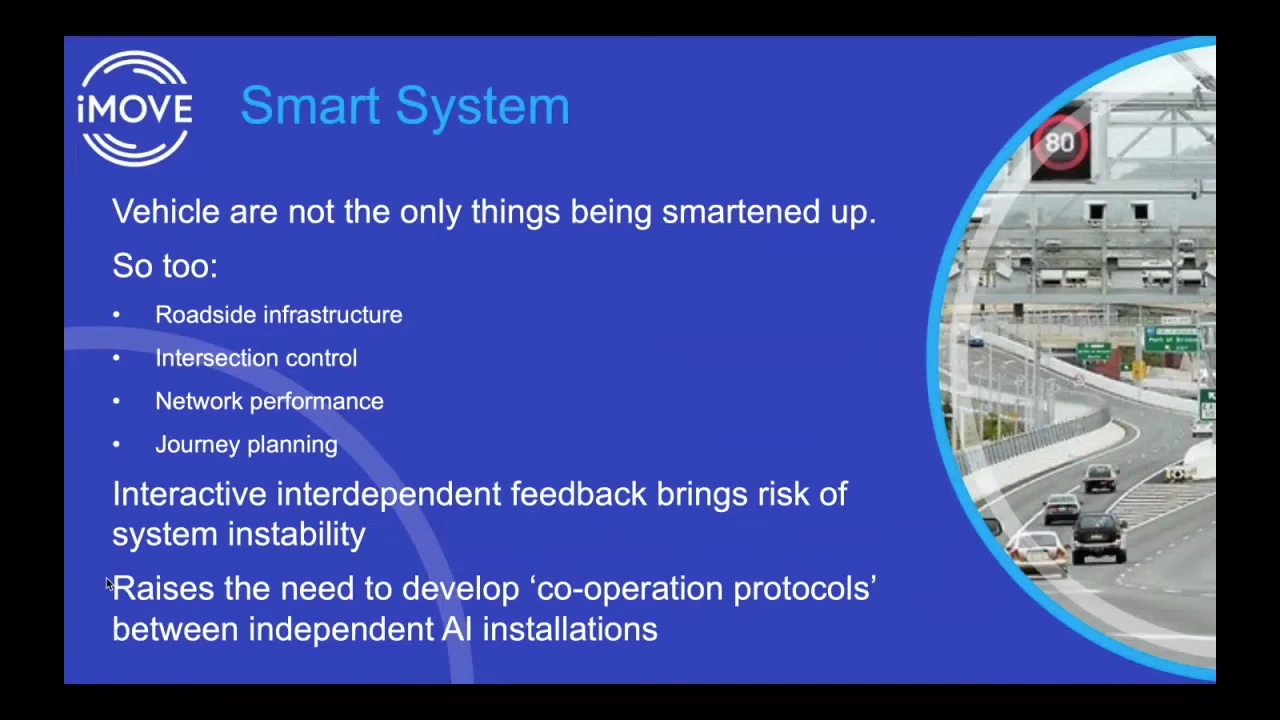 iMOVE
Smart System
80
Vehicle are not the only things being smartened up.
So too:
• Roadside infrastructure
• Intersection control
• Network performance
• Journey planning
Interactive interdependent feedback brings risk of
system instability
Raises the need to develop ‘co-operation protocols’
between independent AI installations